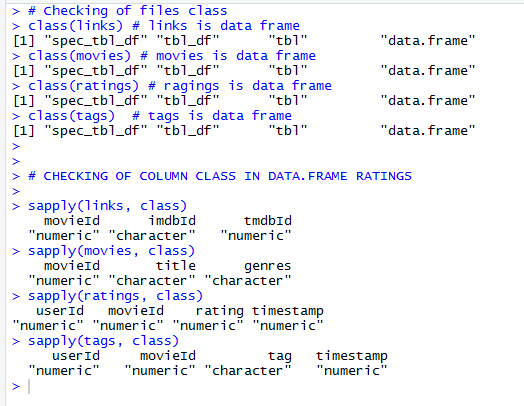 > # Checking of files class
> class(links) # links is data frame
[1] "spec_tbl_df" "tbl_df"      "tbl"         "data.frame"
> class(movies) # movies is data frame
[1] "spec_tbl_df" "tbl_df"      "tbl"         "data.frame"
> class(ratings) # ragings is data frame
[1] "spec_tbl_df" "tbl_df"      "tbl"         "data.frame"
> class(tags)  # tags is data frame
[1] "spec_tbl_df" "tbl_df"      "tbl"         "data.frame"
>
>
> # CHECKING OF COLUMN CLASS IN DATA.FRAME RATINGS
>
> sapply(links, class)
    movieId      imdbId      tmdbId
  "numeric" "character"   "numeric"
> sapply(movies, class)
    movieId       title      genres
  "numeric" "character" "character"
> sapply(ratings, class)
   userId   movieId    rating timestamp
"numeric" "numeric" "numeric" "numeric"
> sapply(tags, class)
     userId     movieId         tag   timestamp
  "numeric"   "numeric" "character"   "numeric"
>